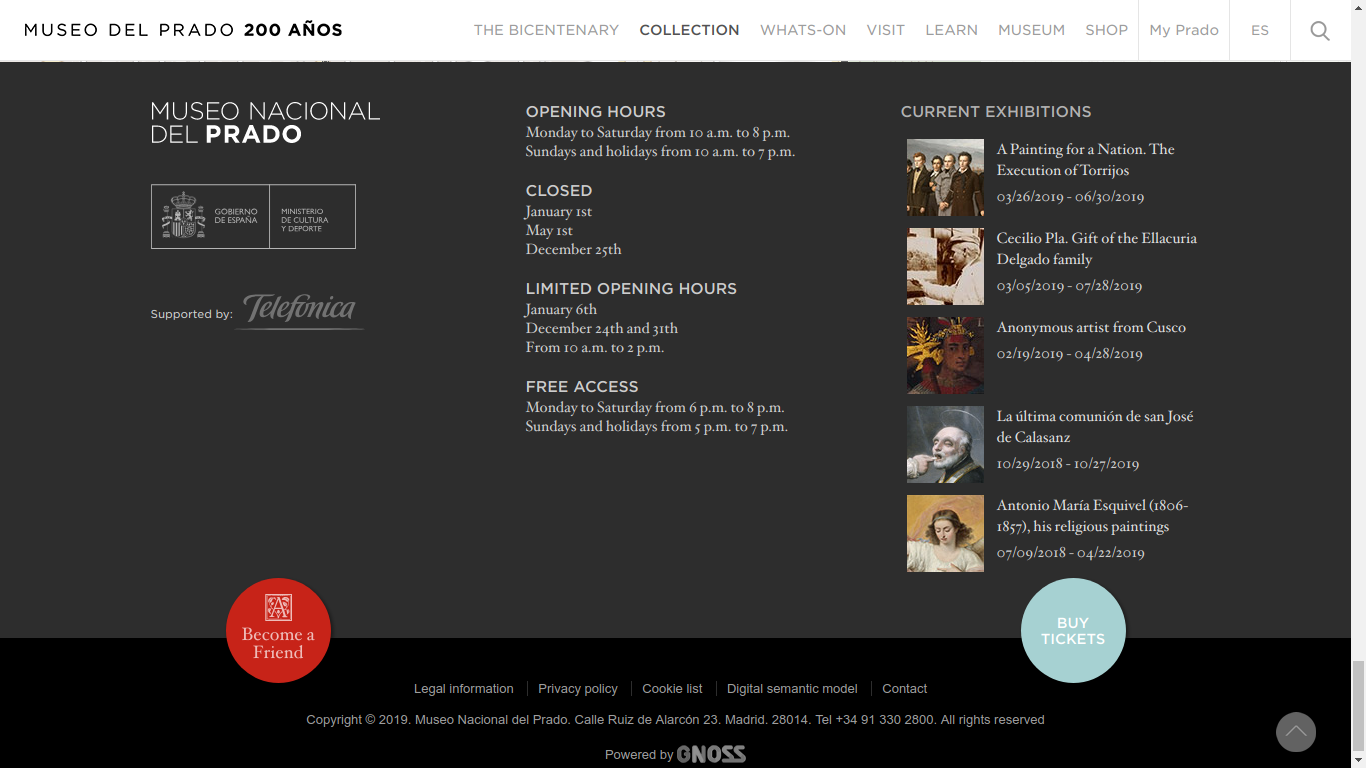 MUSEO DEL PRADO 200 AÑOS
THE BICENTENARY COLLECTION WHATS-ON VISIT LEARN MUSEUM SHOP My Prado ES
MUSEO NACIONAL
DEL PRADO
GOBIERNO
DE ESPAÑA
MINISTERIO
DE CULTURA
Y DEPORTE
Supported by: Telefónica
OPENING HOURS
Monday to Saturday from 10 a.m. to 8 p.m.
Sundays and holidays from 10 a.m. to 7 p.m.
CLOSED
January 1st
May 1st
December 25th
LIMITED OPENING HOURS
January 6th
December 24th and 31th
From 10 a.m. to 2 p.m.
FREE ACCESS
Monday to Saturday from 6 p.m. to 8 p.m.
Sundays and holidays from 5 p.m. to 7 p.m.
CURRENT EXHIBITIONS
A Painting for a Nation. The
Execution of Torrijos
03/26/2019 - 06/30/2019
Cecilio Pla. Gift of the Ellacuria
Delgado family
03/05/2019 - 07/28/2019
Anonymous artist from Cusco
02/19/2019 - 04/28/2019
La última comunión de san José
de Calasanz
10/29/2018 - 10/27/2019
Antonio María Esquivel (1806-
1857), his religious paintings
07/09/2018 - 04/22/2019
A
Become a
Friend
BUY
TICKETS
Legal information Privacy policy Cookie list Digital semantic model Contact
Copyright © 2019. Museo Nacional del Prado. Calle Ruiz de Alarcón 23. Madrid. 28014. Tel +34 91 330 2800. All rights reserved
Powered by GNOSS